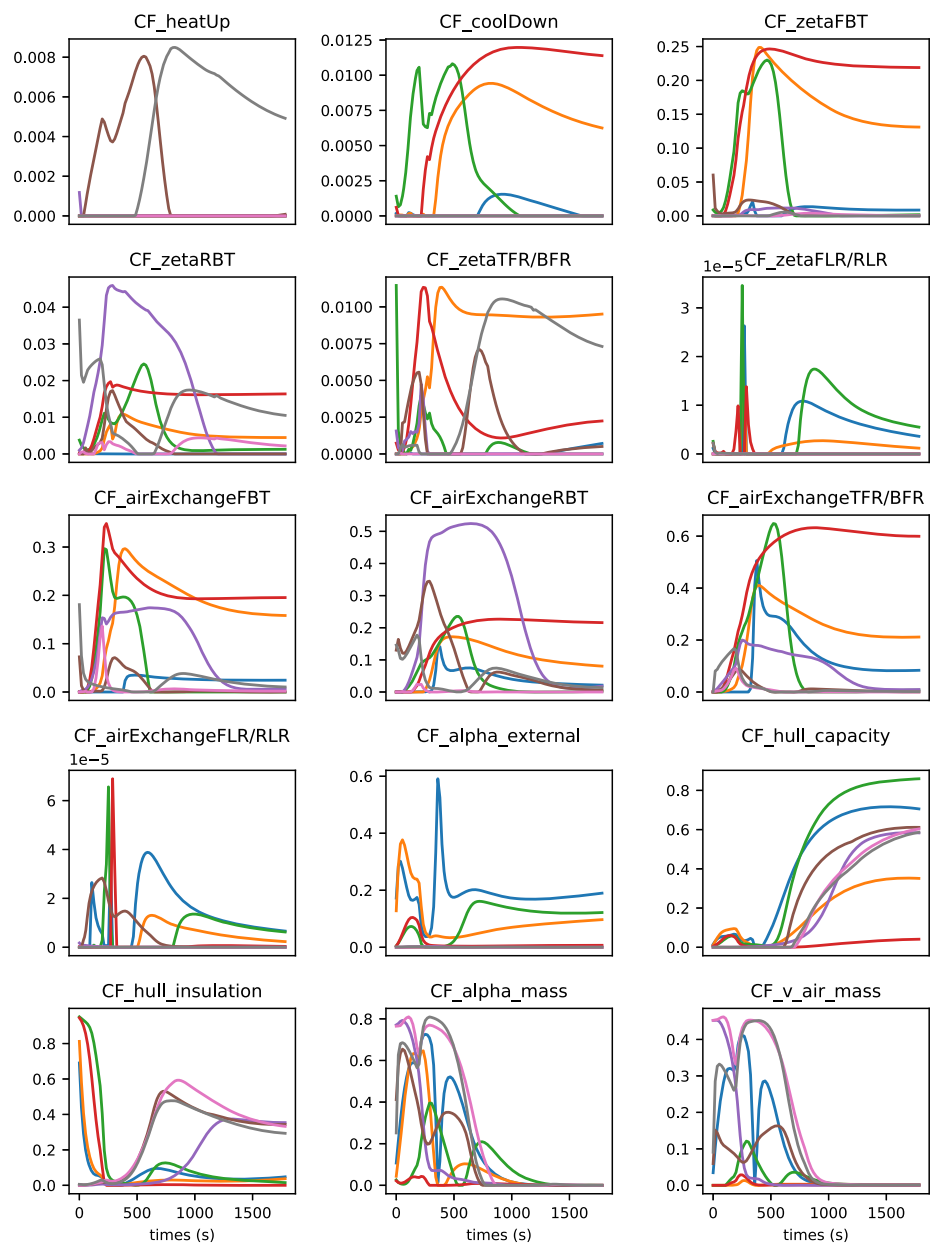 CF_heatUp CF_coolDown CF_zetaFBT
0.008 0.0125 0.25
0.006 0.0100 0.20
0.004 0.0075 0.15
0.002 0.0050 0.10
0.000 0.0025 0.05
0.0000 0.00
CF_zetaRBT CF_zetaTFR/BFR 1e−5 CF_zetaFLR/RLR
0.04 0.0100 3
0.03 0.0075 2
0.02 0.0050 1
0.01 0.0025 0
0.00 0.0000
CF_airExchangeFBT CF_airExchangeRBT CF_airExchangeTFR/BFR
0.3 0.5 0.6
0.2 0.4 0.4
0.1 0.3 0.2
0.0 0.2 0.0
0.1
0.0
CF_airExchangeFLR/RLR CF_alpha_external CF_hull_capacity
1e−5
6 0.6 0.8
4 0.4 0.6
2 0.2 0.4
0 0.0 0.2
0.0
CF_hull_insulation CF_alpha_mass CF_v_air_mass
0.8 0.8 0.4
0.6 0.6 0.3
0.4 0.4 0.2
0.2 0.2 0.1
0.0 0.0 0.0
0 500 1000 1500 0 500 1000 1500 0 500 1000 1500
times (s) times (s) times (s)